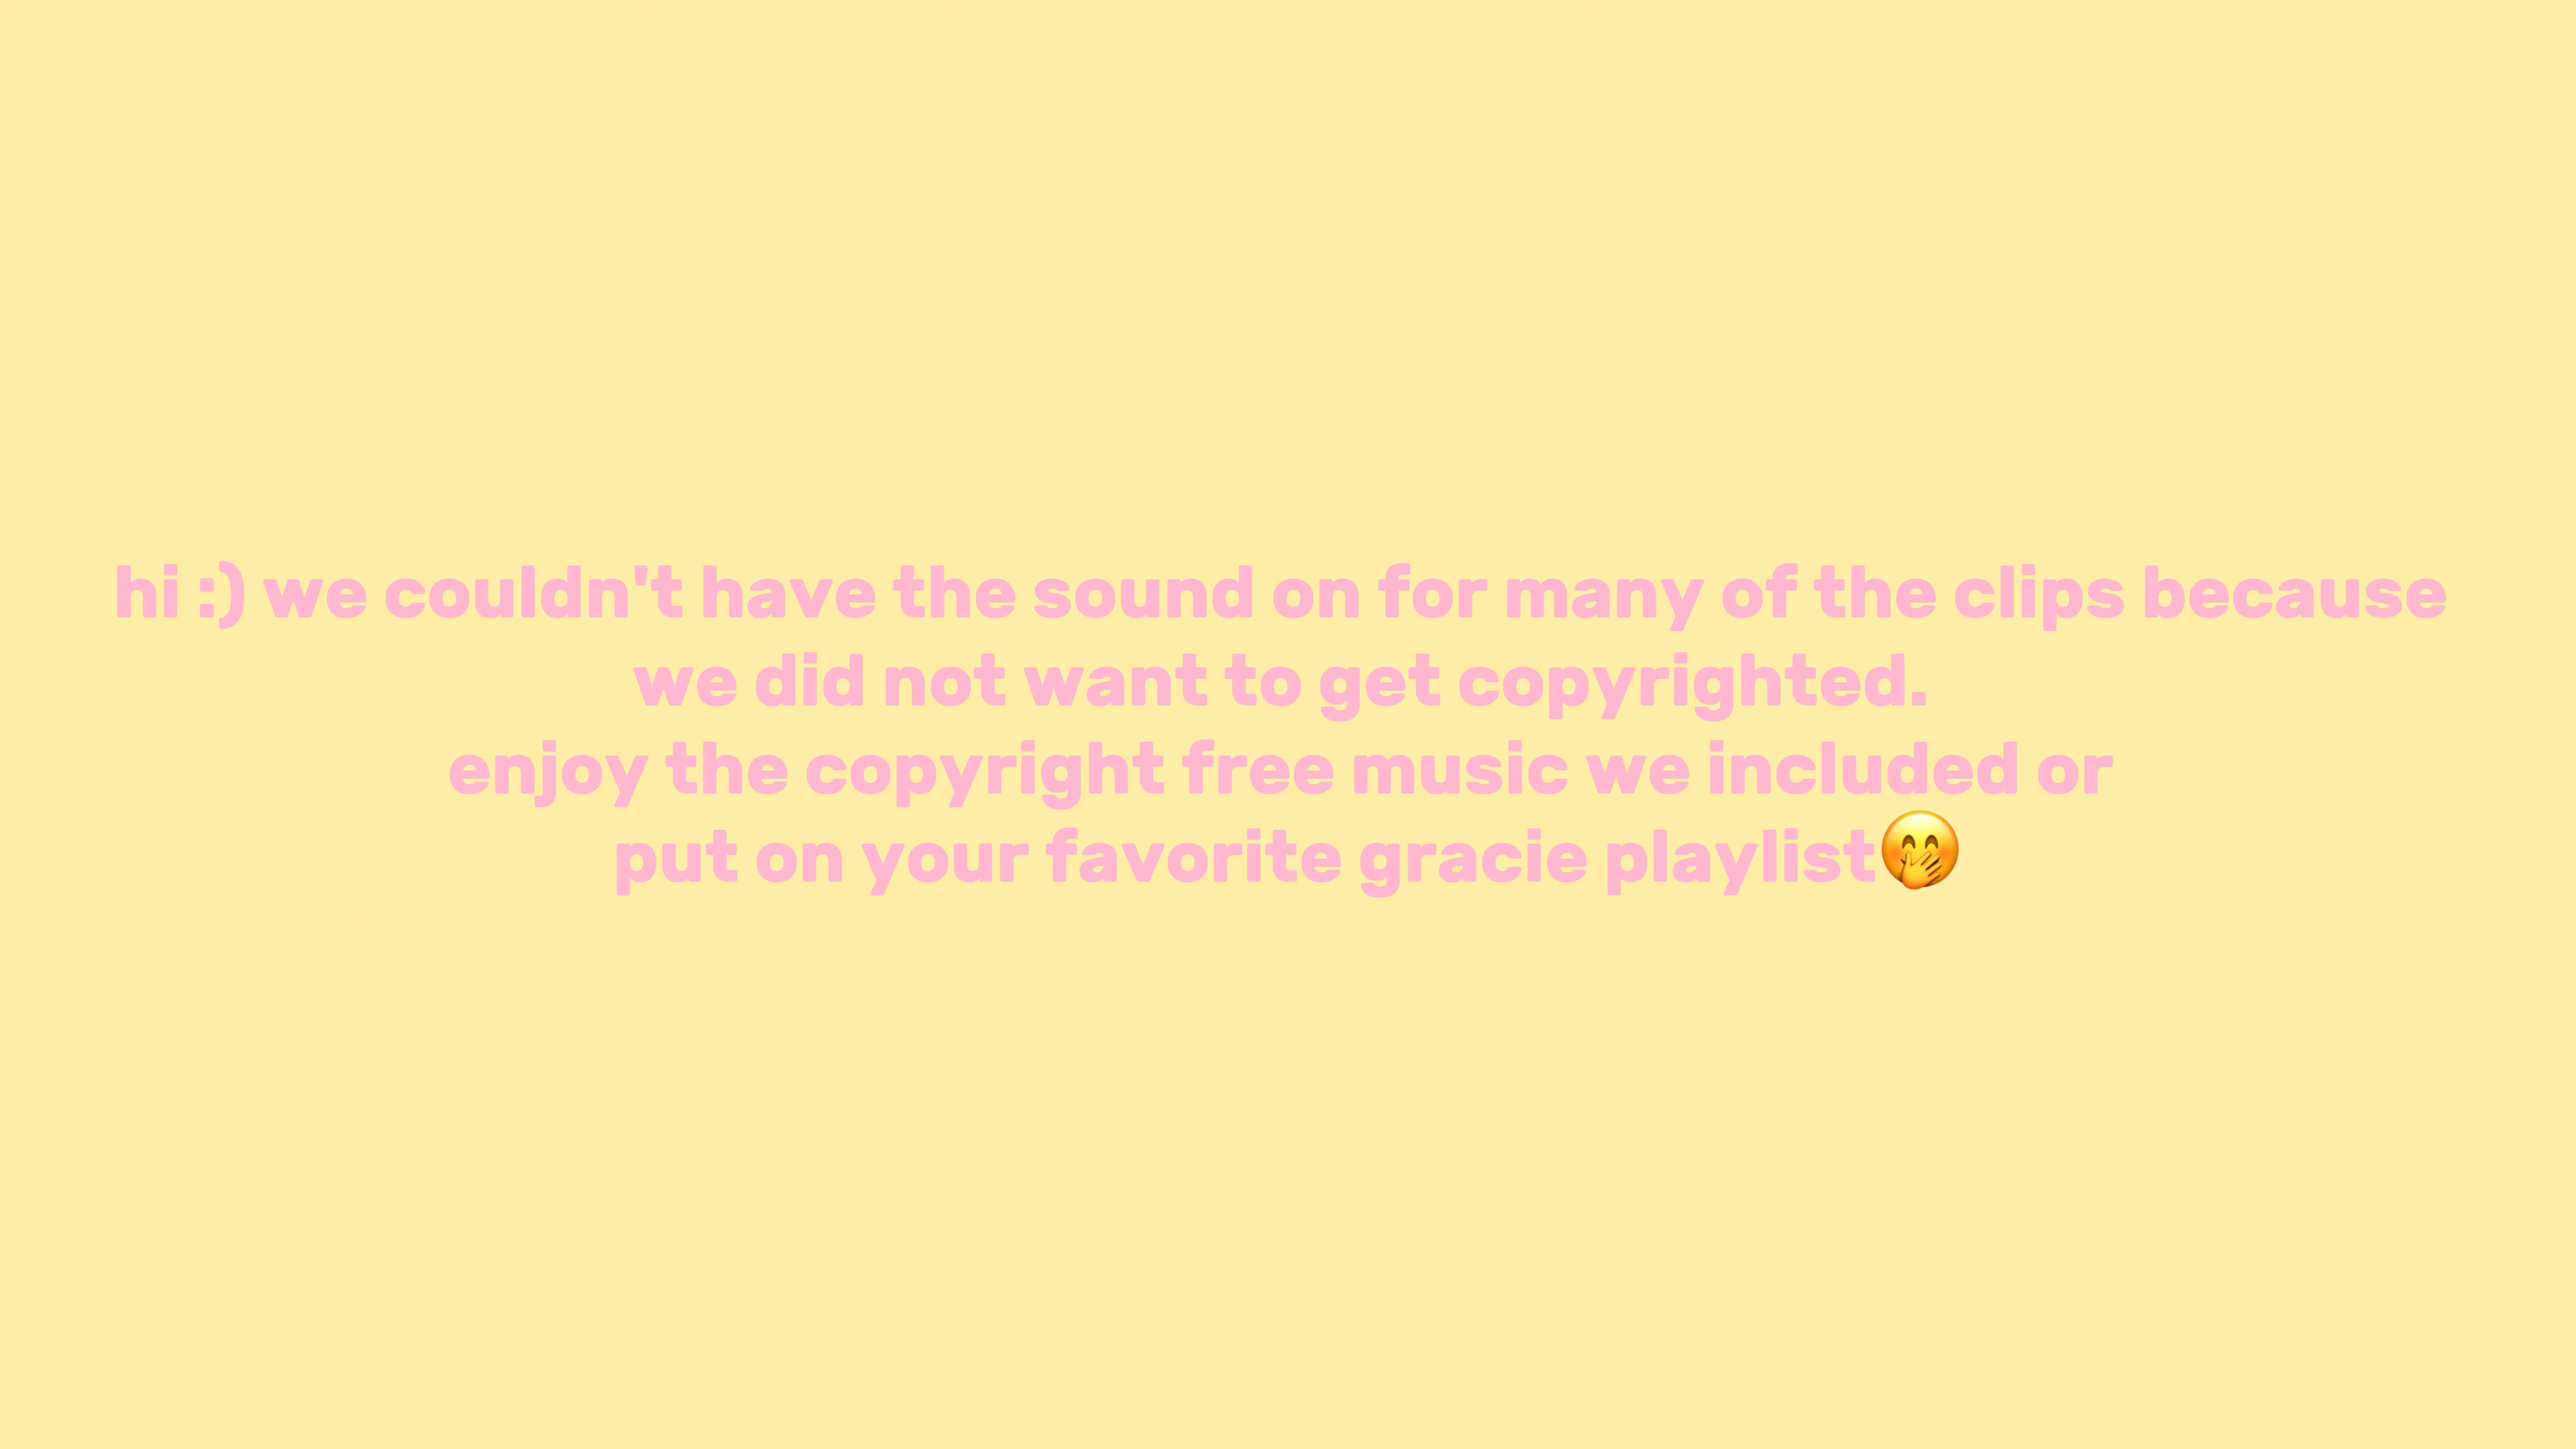 hi :) we couldn't have the sound on for many of the clips because
we did not want to get copyrighted.
enjoy the copyright free music we included or
put on your favorite gracie playlist🤭